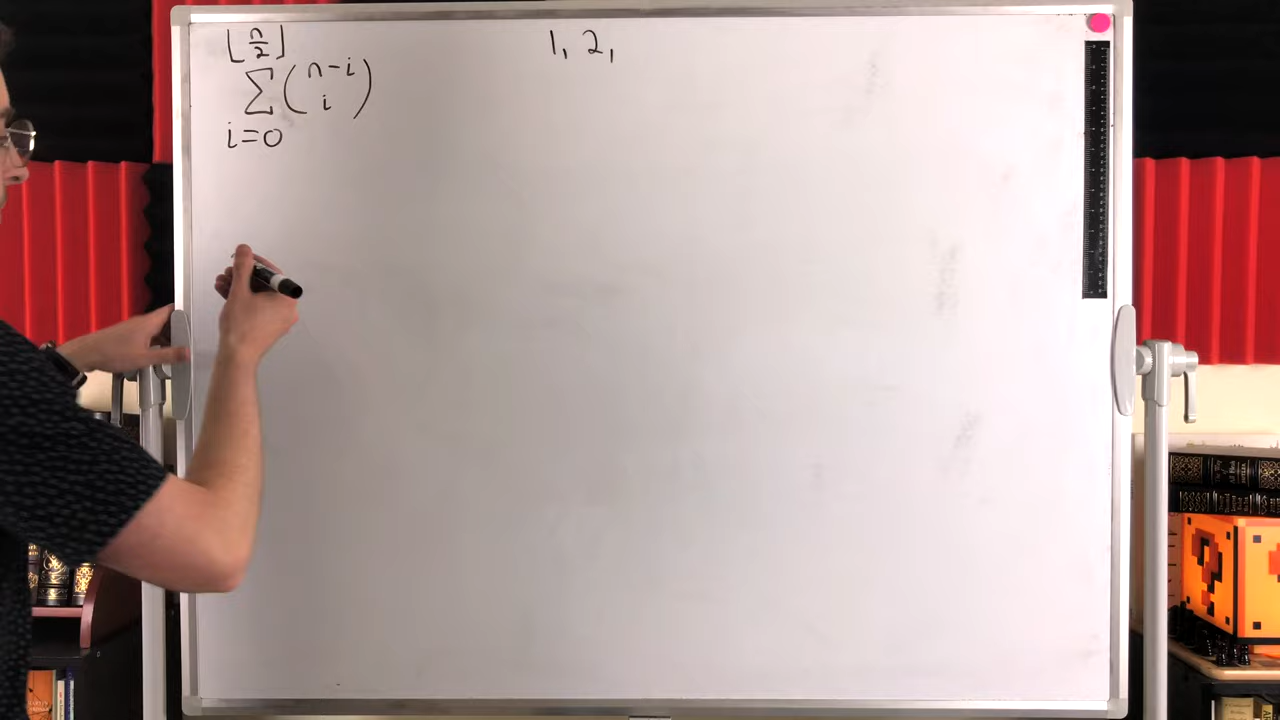 ⌊n/2⌋
∑ (n-i
i)
i=0
1, 2,